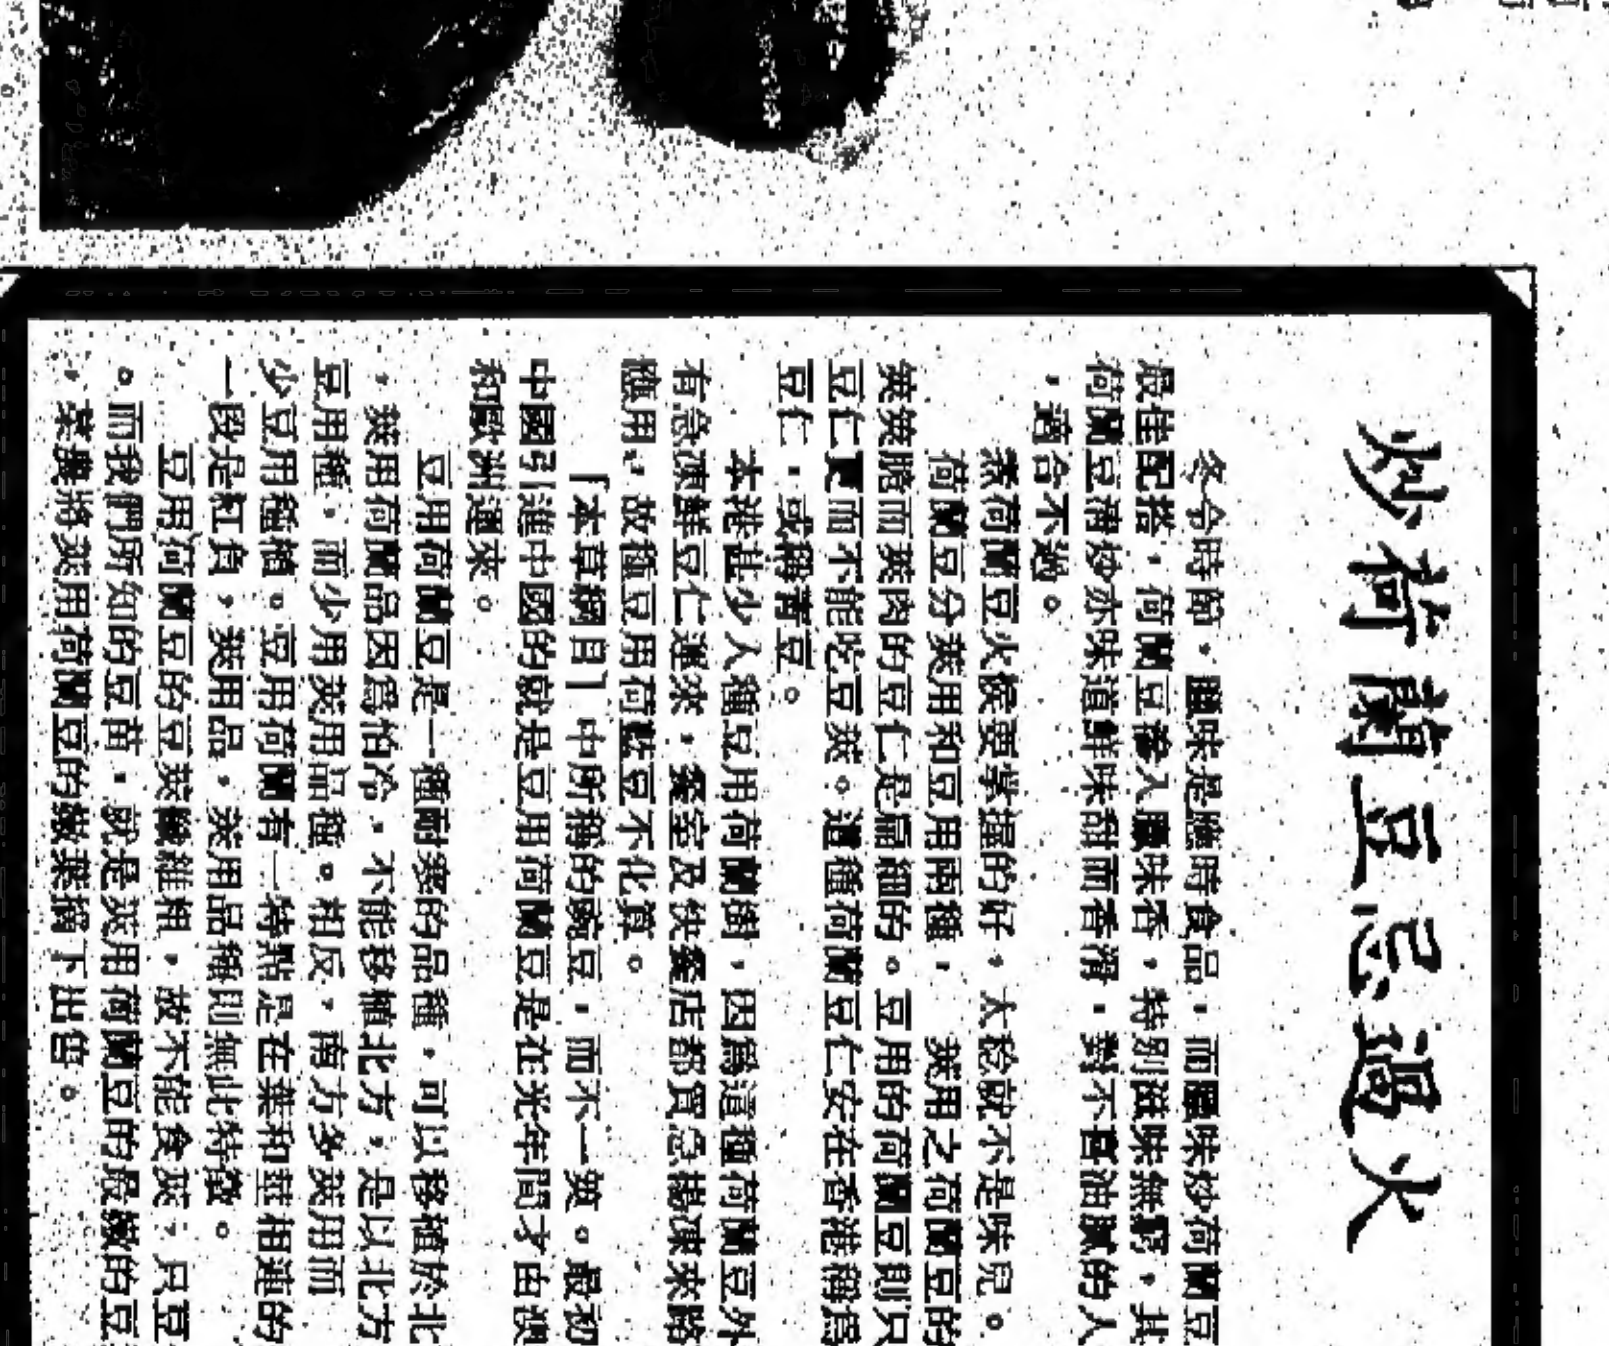 炒荷蘭豆忌過火
冬令時節，臘味是應時食品，而臘味炒荷蘭豆
最佳配搭，荷蘭豆滲入臘味香，特別滋味無窮，其
荷蘭豆清炒亦味道鮮味甜而香滑，對不喜油膩的人
，適合不過。
炒荷蘭豆火候要掌握的好，太稔就不是味兒。
荷蘭豆分莢用和豆用兩種，莢用之荷蘭豆的
莢莢脆而莢肉的豆仁是扁細的。豆用的荷蘭豆則只
豆仁更而不能吃豆莢。這種荷蘭豆仁安在香港稱爲
豆仁，或稱青豆。
本港甚少人種豆用荷蘭樹，因爲這種荷蘭豆外
有急凍鮮豆仁運來，餐室及快餐店都買急凍來路
應用，故種豆用荷蘭豆不化算。
「本草綱目」中所稱的豌豆，而不一異。最初
中國引進中國的就是豆用荷蘭豆是在光年間才由澳
和歐洲運來。
豆用荷蘭豆是一種耐寒的品種，可以移植於北
，莢用荷蘭品因爲怕冷，不能移植北方，是以北方
豆用種，而少用莢用品種。相反，南方多莢用而
少豆用種植。豆用荷蘭有一特點是在葉和莖相連的
一段是紅負，莢用品，莢用品種則無此特徵。
豆用荷蘭豆的豆莢纖維粗，故不能食莢，只豆
。而我們所知的豆苗，就是莢用荷蘭豆的最嫩的豆
，菜農將莢用荷蘭豆的嫩葉摘下出售。